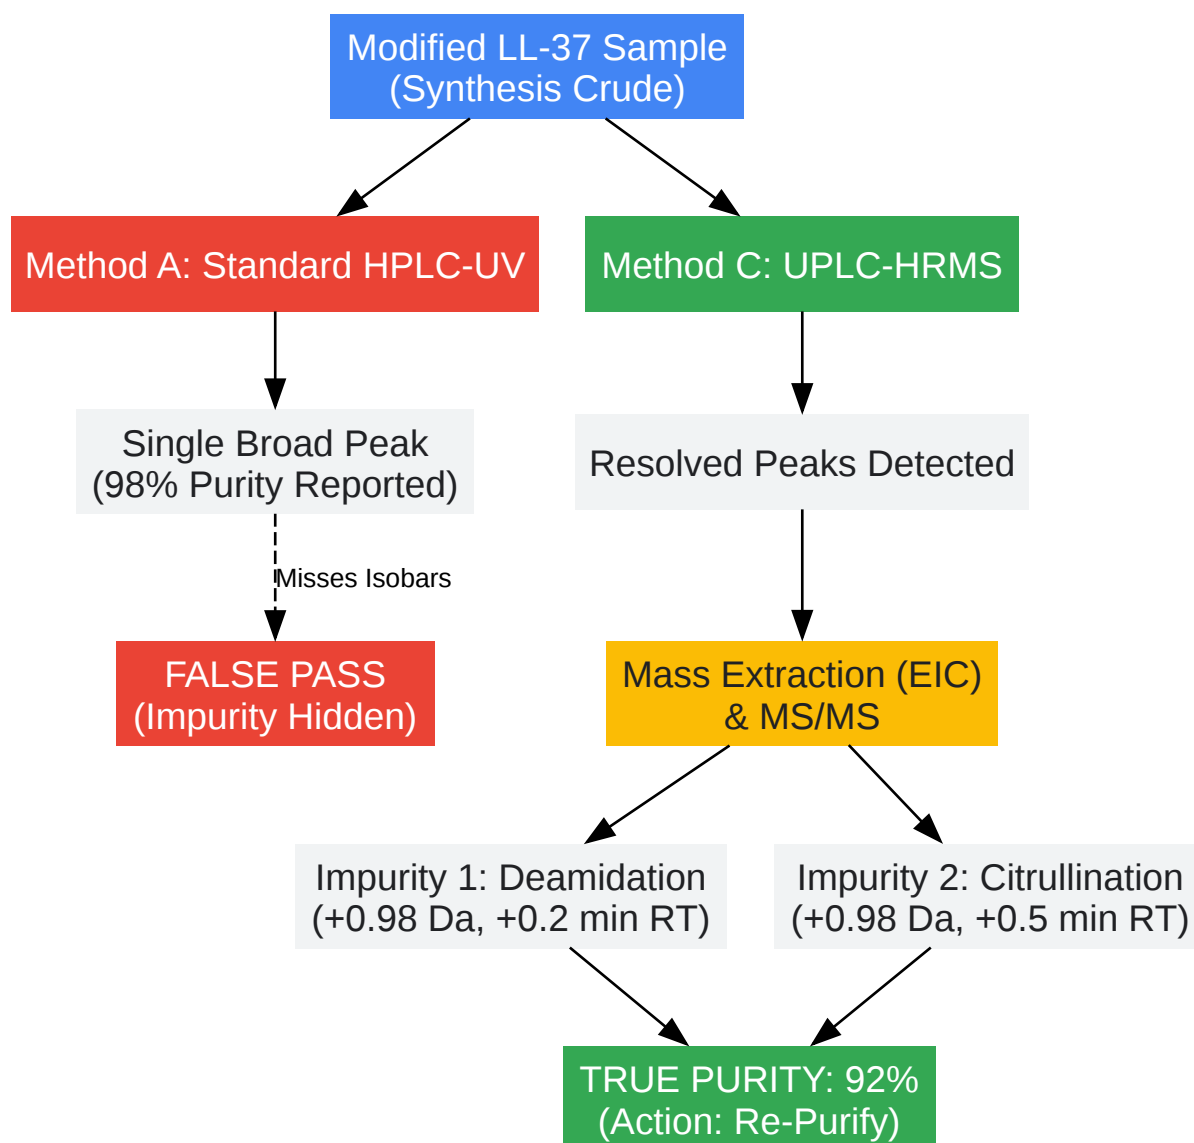 Modified LL-37 Sample
(Synthesis Crude)
Method A: Standard HPLC-UV
Method C: UPLC-HRMS
Single Broad Peak
(98% Purity Reported)
Resolved Peaks Detected
Misses Isobars
FALSE PASS
(Impurity Hidden)
Mass Extraction (EIC)
& MS/MS
Impurity 1: Deamidation
(+0.98 Da, +0.2 min RT)
Impurity 2: Citrullination
(+0.98 Da, +0.5 min RT)
TRUE PURITY: 92%
(Action: Re-Purify)